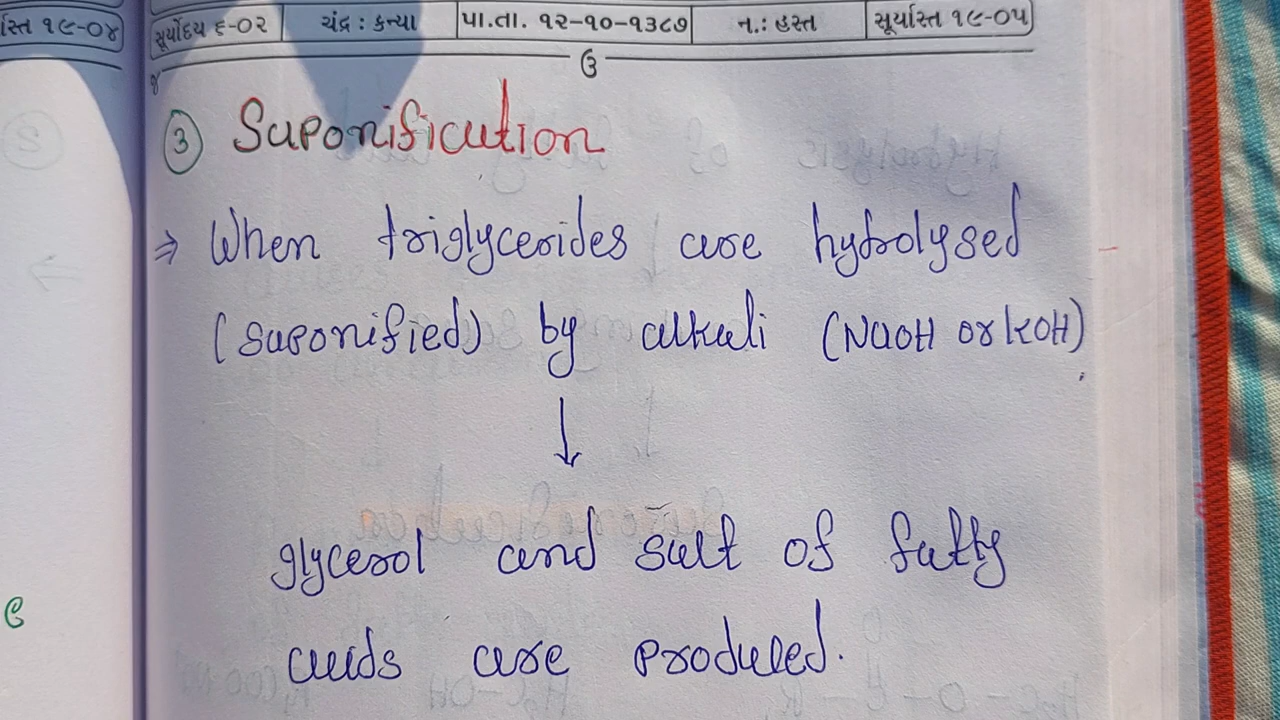 સ્ત ૧૯-૦૪
સૂર્યોદય ૬-૦૨ ચંદ્ર : કન્યા પા.તા. ૧૨-૧૦-૧૩૮૭ ન.: હસ્ત સૂર્યાસ્ત ૧૯-૦૫
3 Saponification
⇒ When triglycerides are hydrolysed
(saponified) by alkali (NaOH or KOH)
↓
glycerol and salt of fatty
acids are produced.